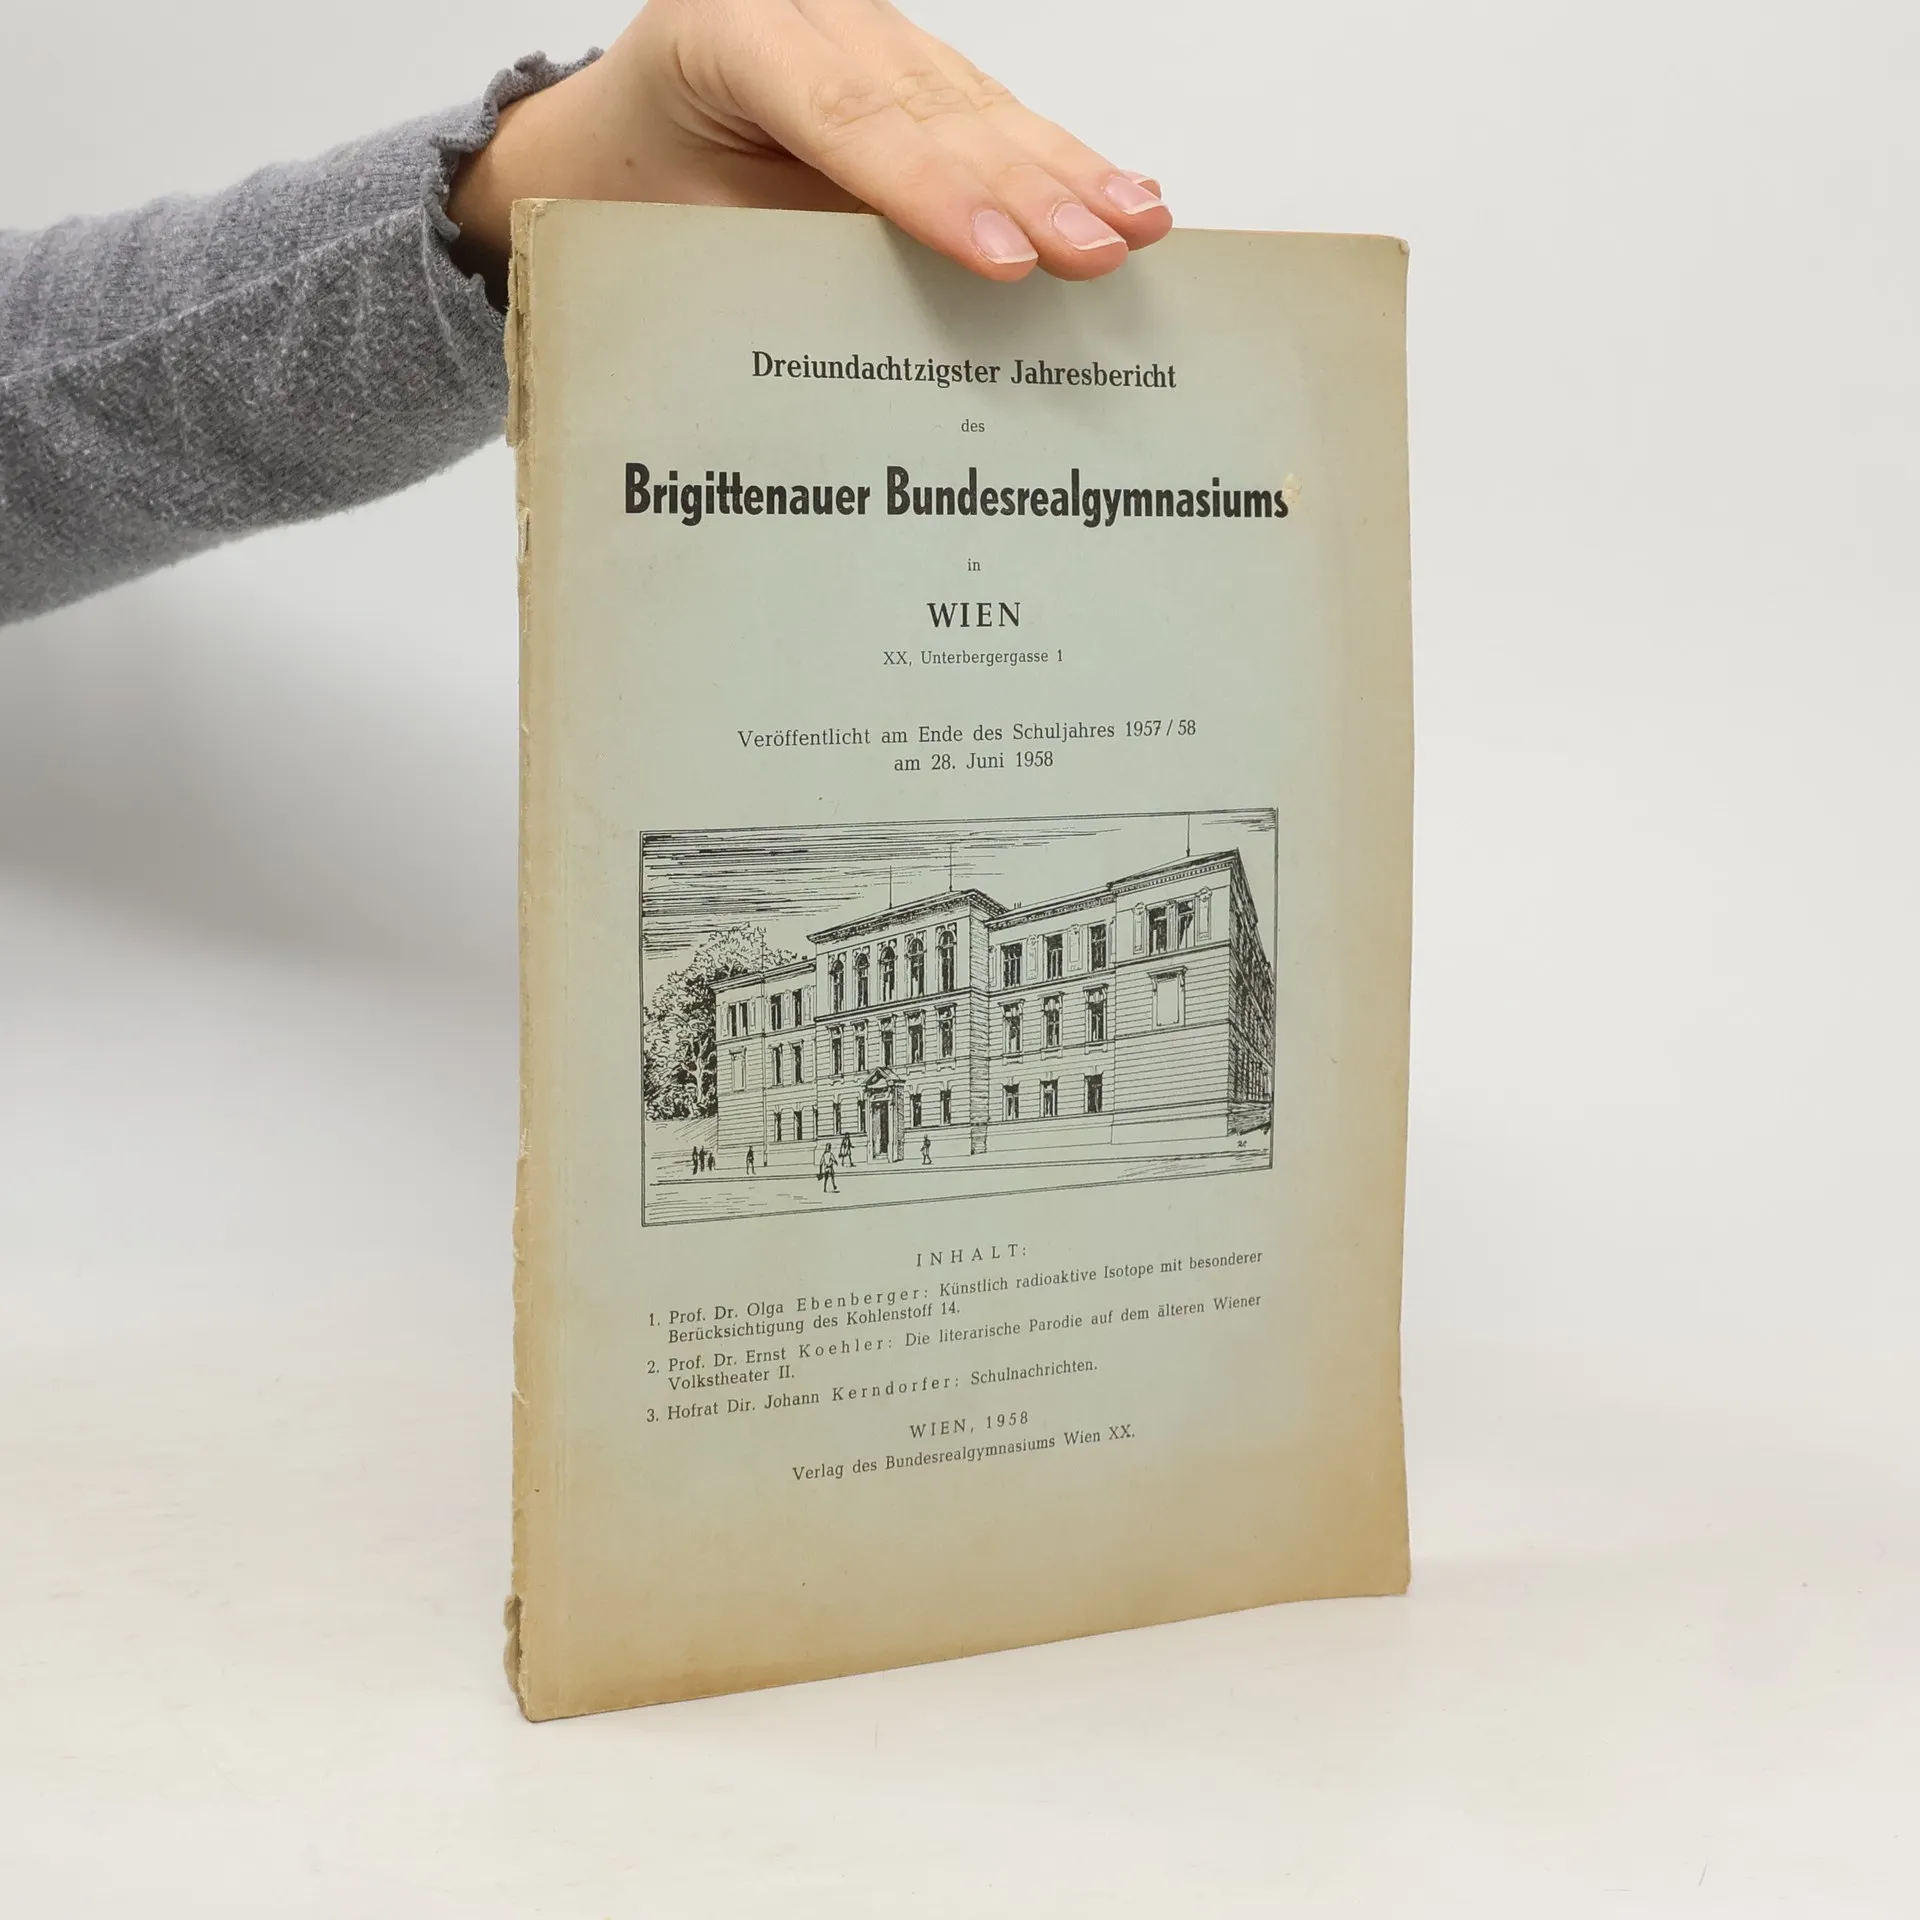 Dreiundachtzigster Jahresbericht
des
Brigittenauer Bundesrealgymnasiums
in
WIEN
XX, Unterbergergasse 1
Veröffentlicht am Ende des Schuljahres 1957/58
am 28. Juni 1958
INHALT:
1. Prof. Dr. Olga Ebenberger: Künstlich radioaktive Isotope mit besonderer
Berücksichtigung des Kohlenstoff 14.
2. Prof. Dr. Ernst Koehler: Die literarische Parodie auf dem älteren Wiener
Volkstheater II.
3. Hofrat Dir. Johann Kerndorfer: Schulnachrichten.
WIEN, 1958
Verlag des Bundesrealgymnasiums Wien XX.